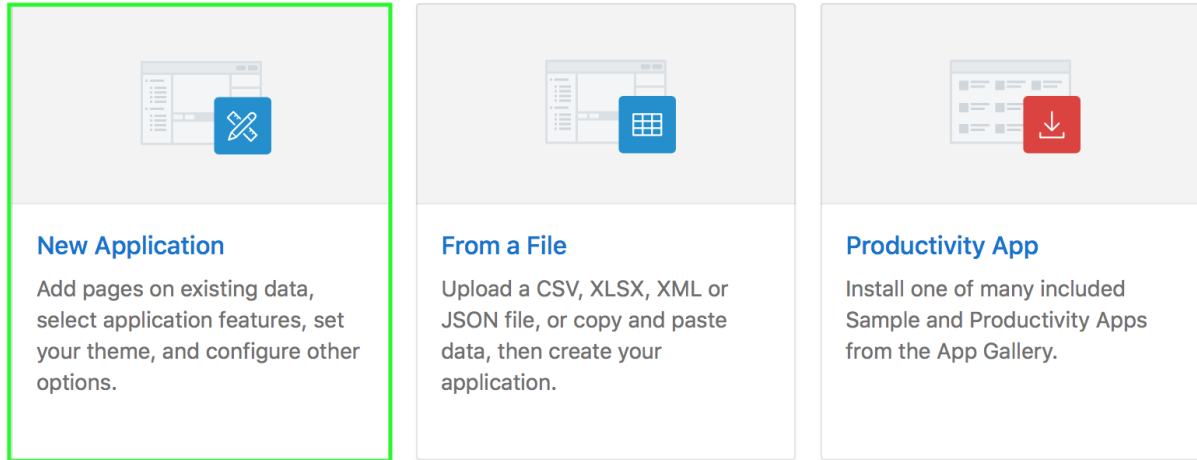 New Application
Add pages on existing data,
select application features, set
your theme, and configure other
options.
From a File
Upload a CSV, XLSX, XML or
JSON file, or copy and paste
data, then create your
application.
Productivity App
Install one of many included
Sample and Productivity Apps
from the App Gallery.